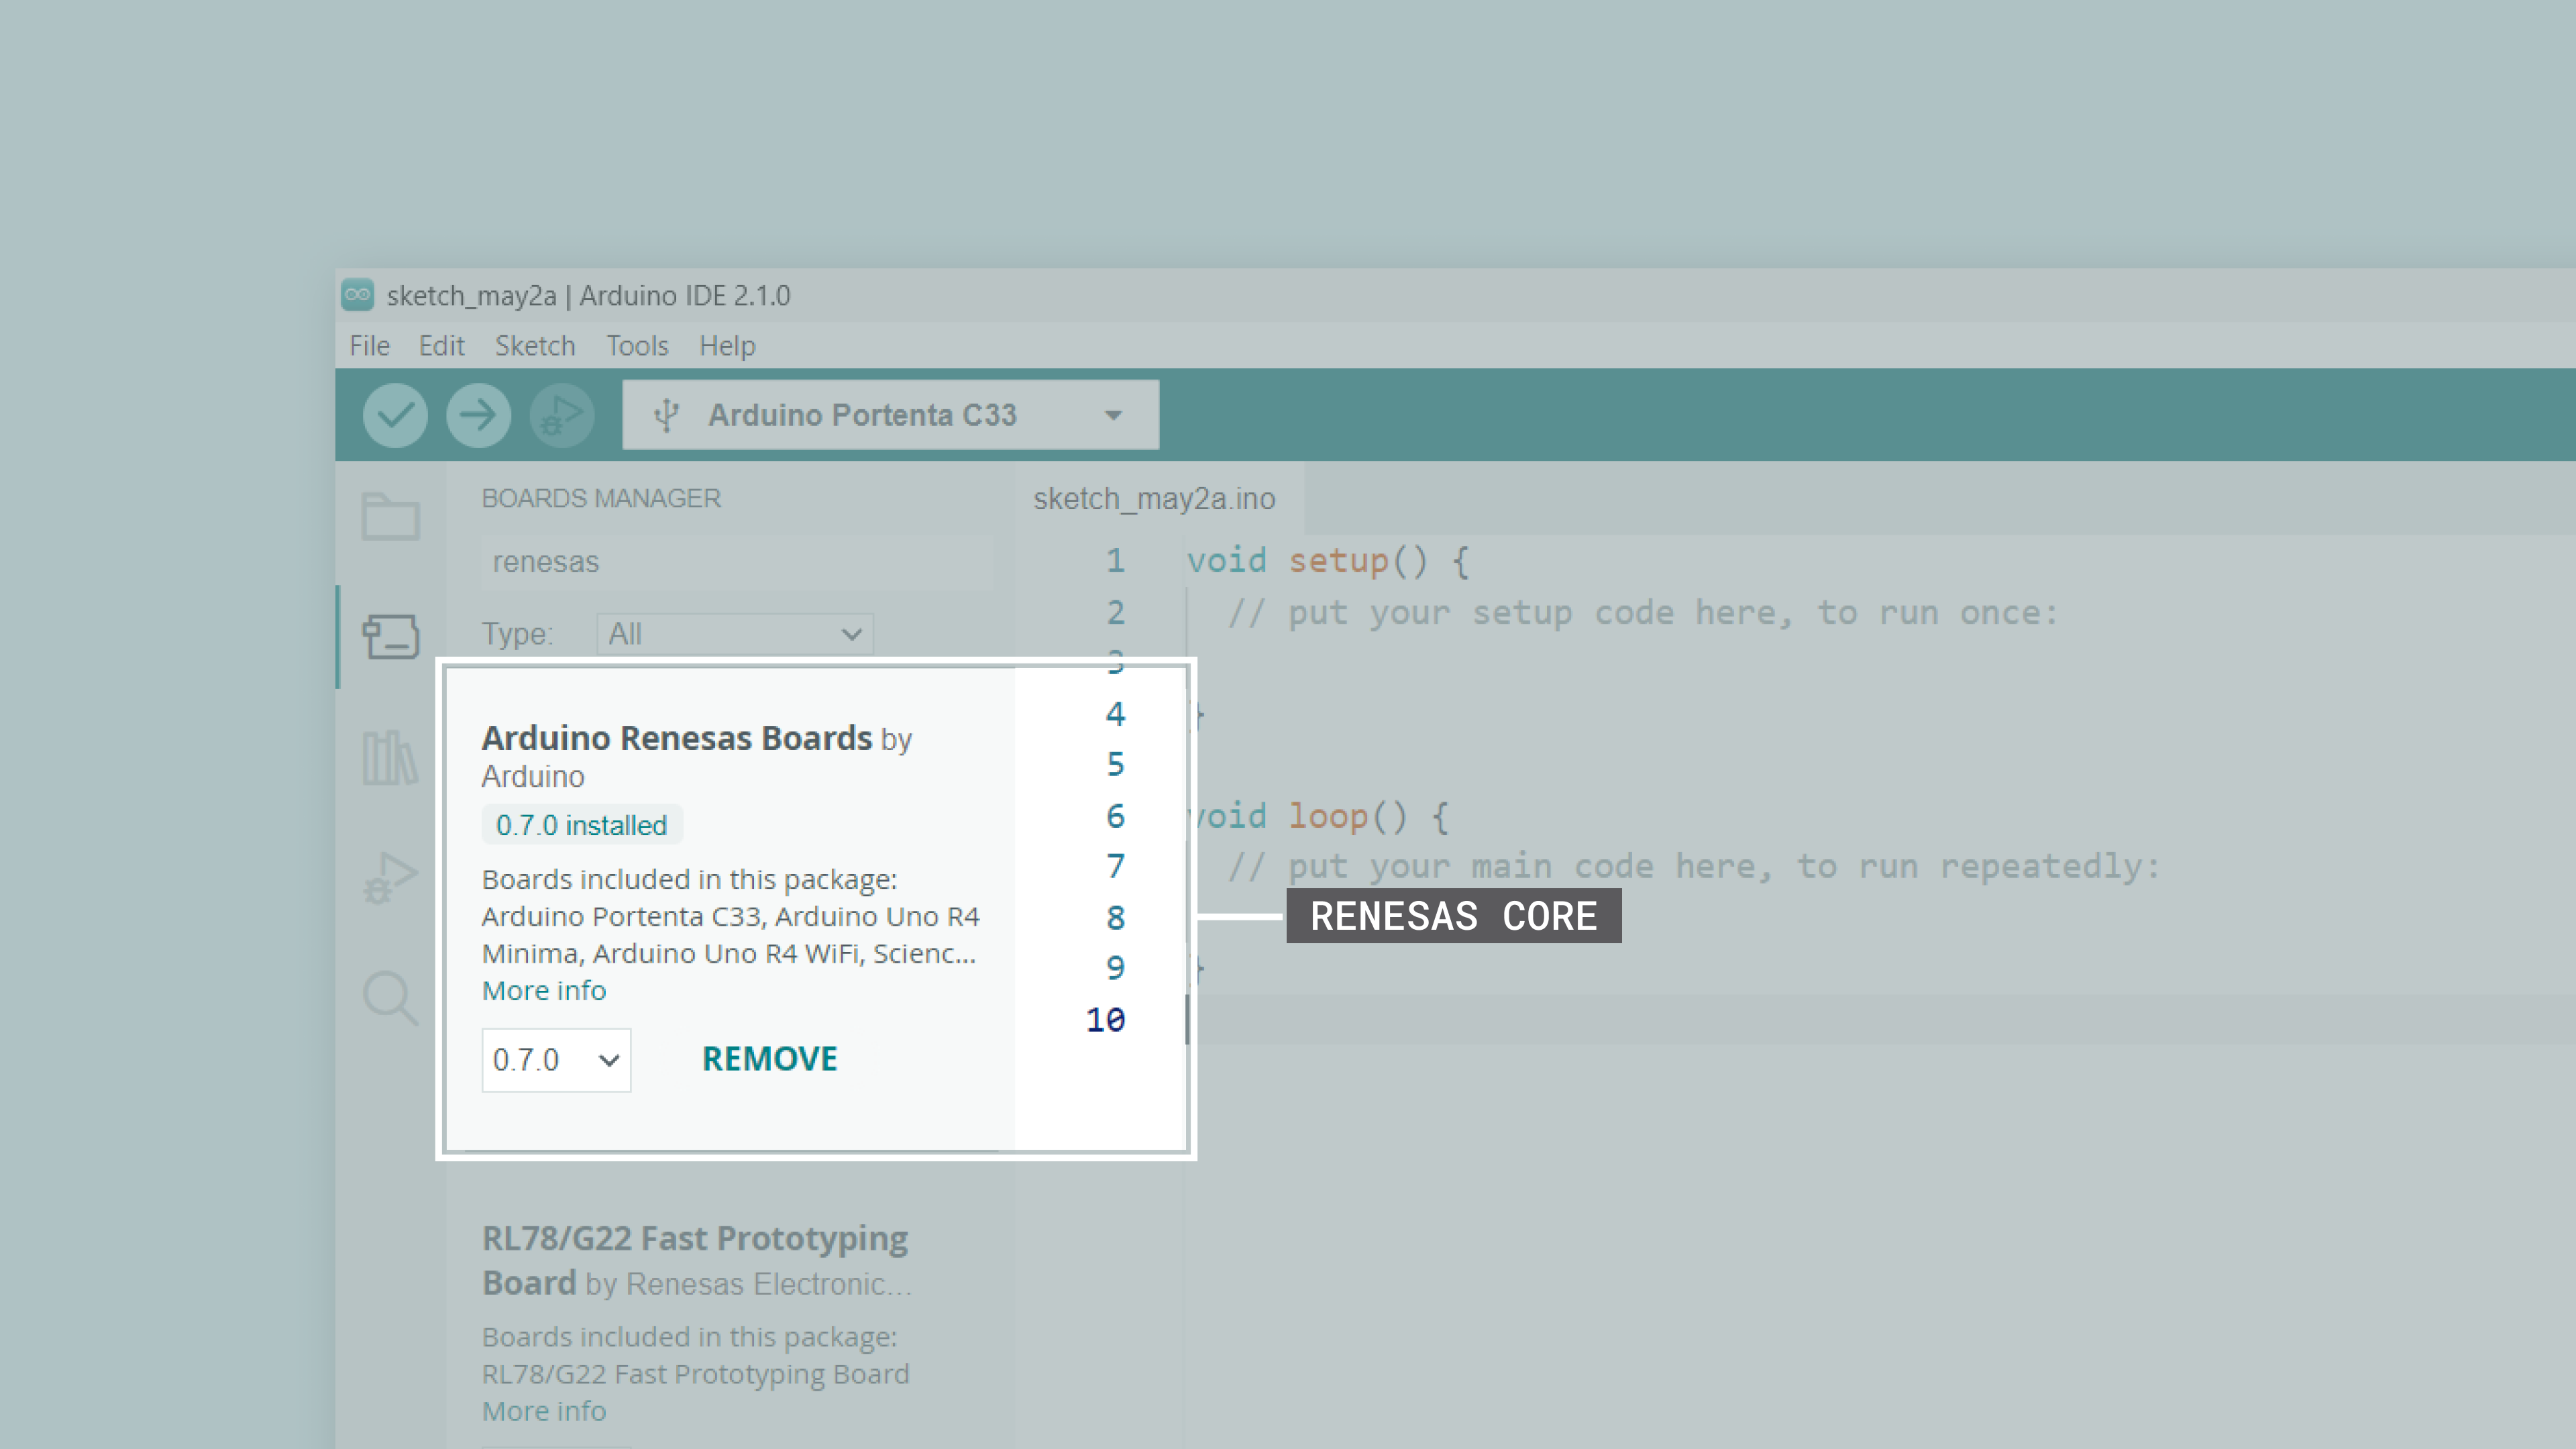 sketch_may2a | Arduino IDE 2.1.0
File Edit Sketch Tools Help
Arduino Portenta C33
BOARDS MANAGER
renesas
Type: All
Arduino Renesas Boards by
Arduino
0.7.0 installed
Boards included in this package:
Arduino Portenta C33, Arduino Uno R4
Minima, Arduino Uno R4 WiFi, Scienc...
More info
0.7.0 REMOVE
RL78/G22 Fast Prototyping
Board by Renesas Electronic...
Boards included in this package:
RL78/G22 Fast Prototyping Board
More info
sketch_may2a.ino
1 void setup() {
2 // put your setup code here, to run once:
3
4 }
5
6 void loop() {
7 // put your main code here, to run repeatedly:
8
9 }
10
RENESAS CORE